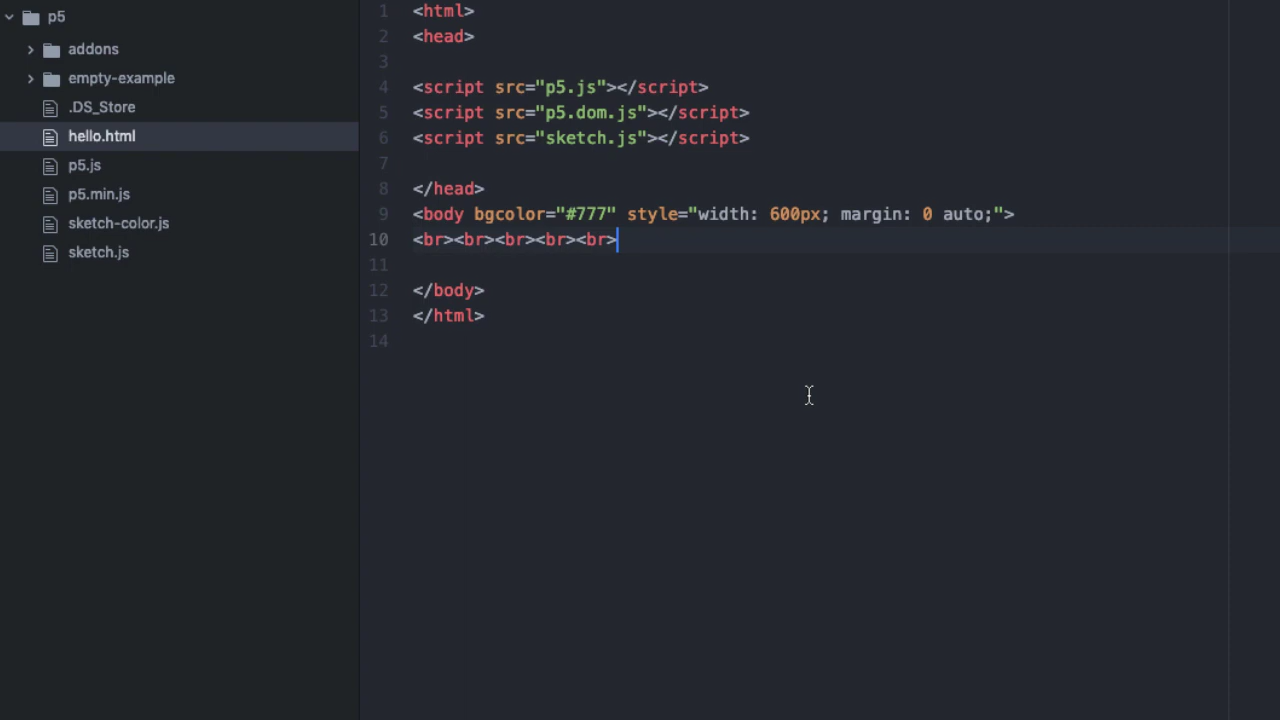 p5
addons
empty-example
.DS_Store
hello.html
p5.js
p5.min.js
sketch-color.js
sketch.js
1 <html>
2 <head>
3
4 <script src="p5.js"></script>
5 <script src="p5.dom.js"></script>
6 <script src="sketch.js"></script>
7
8 </head>
9 <body bgcolor="#777" style="width: 600px; margin: 0 auto;">
10 <br><br><br><br><br>
11
12 </body>
13 </html>
14